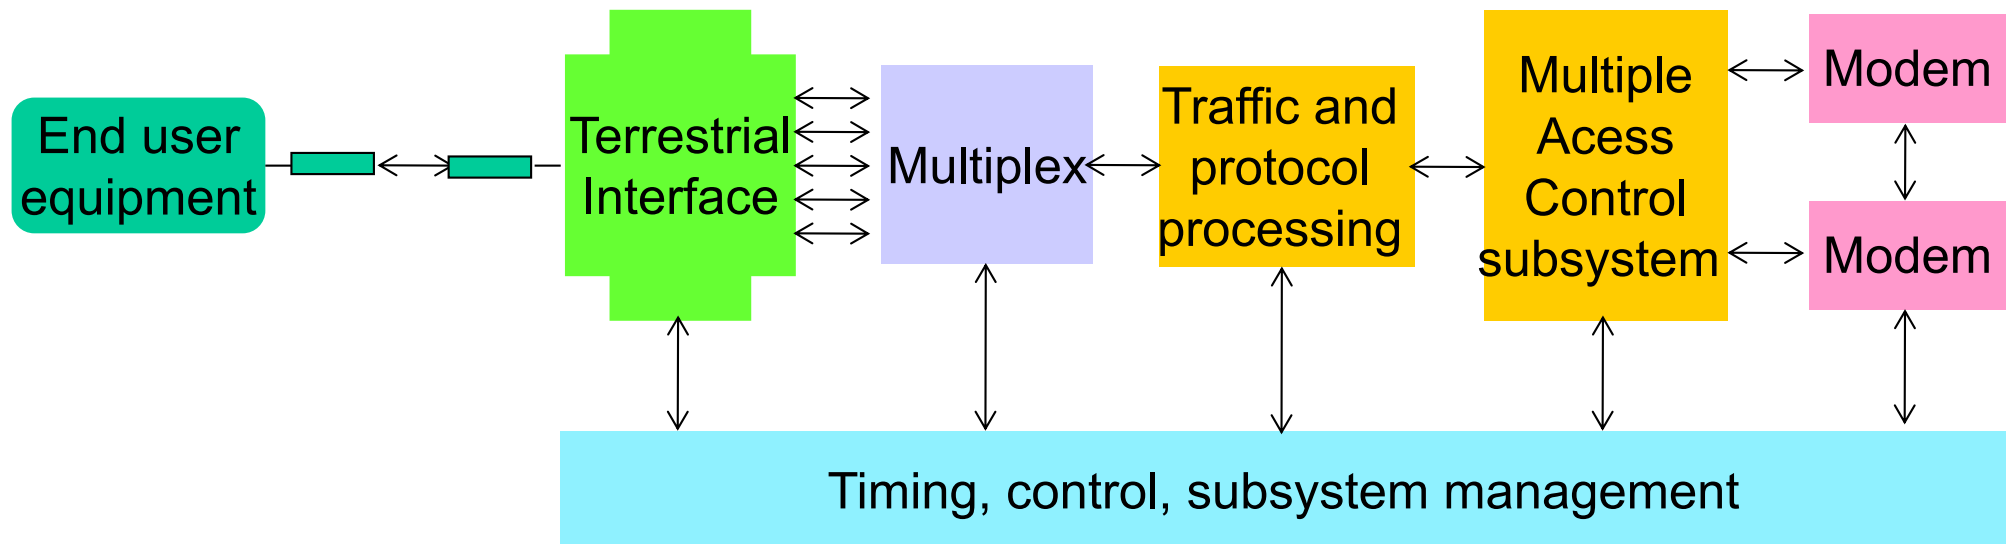 End user
equipment
Terrestrial
Interface
Multiplex
Traffic and
protocol
processing
Multiple
Acess
Control
subsystem
Modem
Modem
Timing, control, subsystem management